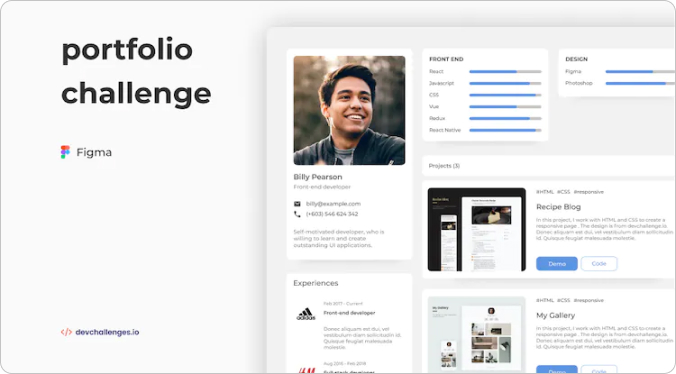 portfolio
challenge
Figma
devchallenges.io
Billy Pearson
Front-end developer
billy@example.com
(+603) 546 624 342
Self-motivated developer, who is
willing to learn and create
outstanding UI applications.
Experiences
adidas
Feb 2017 - Current
Front-end developer
Donec aliquam est dui, vel
vestibulum diam sollicitudin
id. Quisque feugiat
malesuada molestie.
H&M
Aug 2016 - Feb 2018
Full-stack developer
FRONT END
React
Javascript
CSS
Vue
Redux
React Native
DESIGN
Figma
Photoshop
Projects (3)
#HTML #CSS #responsive
Recipe Blog
In this project, I work with HTML and CSS to create a
responsive page . The design is from devchallenge.io.
Donec aliquam est dui, vel vestibulum diam sollicitudin
id. Quisque feugiat malesuada molestie.
Demo
Code
#HTML #CSS #responsive
My Gallery
In this project, I work with HTML and CSS to create a
responsive page . The design is from devchallenge.io.
Donec aliquam est dui, vel vestibulum diam sollicitudin
id. Quisque feugiat malesuada molestie.
Demo
Code